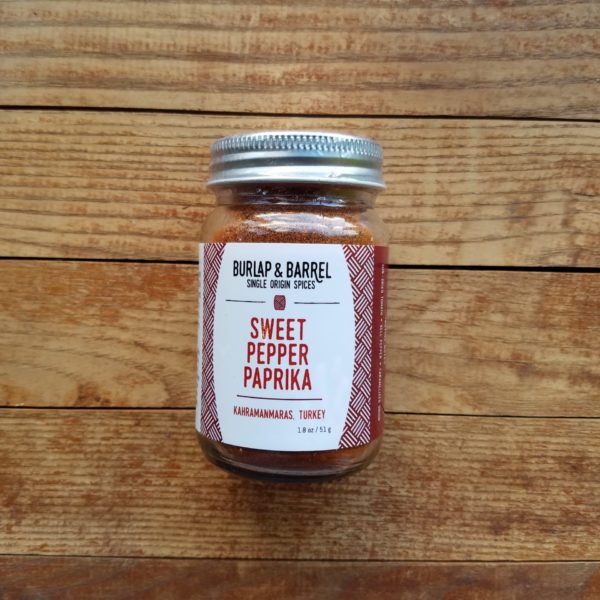 BURLAP & BARREL
SINGLE ORIGIN SPICES
SWEET
PEPPER
PAPRIKA
KAHRAMANMARAS, TURKEY
1.8 oz / 51 g